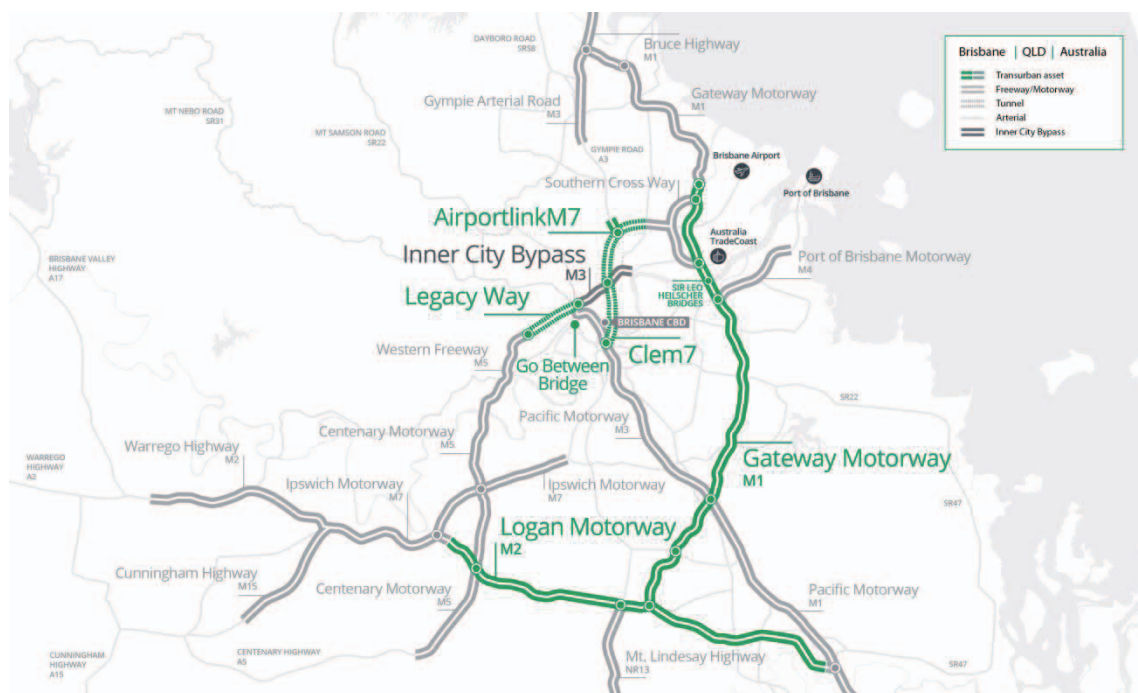 DAYBORO ROAD
SR58
Bruce Highway
M1
Brisbane | QLD | Australia
Transurban asset
Freeway/Motorway
Tunnel
Arterial
Inner City Bypass
Gympie Arterial Road
M3
Gateway Motorway
M1
MT NEBO ROAD
SR31
MT SAMSON ROAD
SR22
GYMPIE ROAD
A3
Brisbane Airport
Port of Brisbane
Southern Cross Way
AirportlinkM7
Australia
TradeCoast
Inner City Bypass
M3
Port of Brisbane Motorway
M4
BRISBANE VALLEY
HIGHWAY
A17
Legacy Way
SIR LEO
HEILSCHER
BRIDGES
BRISBANE CBD
Western Freeway
M5
Go Between
Bridge
Clem7
SR22
Pacific Motorway
M3
Centenary Motorway
M5
Warrego Highway
M2
WARREGO
HIGHWAY
A2
Gateway Motorway
M1
Ipswich Motorway
M7
Ipswich Motorway
M7
SR47
Logan Motorway
M2
Cunningham Highway
M15
Centenary Motorway
M5
Pacific Motorway
M1
CUNNINGHAM
HIGHWAY
A15
CENTENARY HIGHWAY
A5
Mt. Lindesay Highway
NR13
SR47